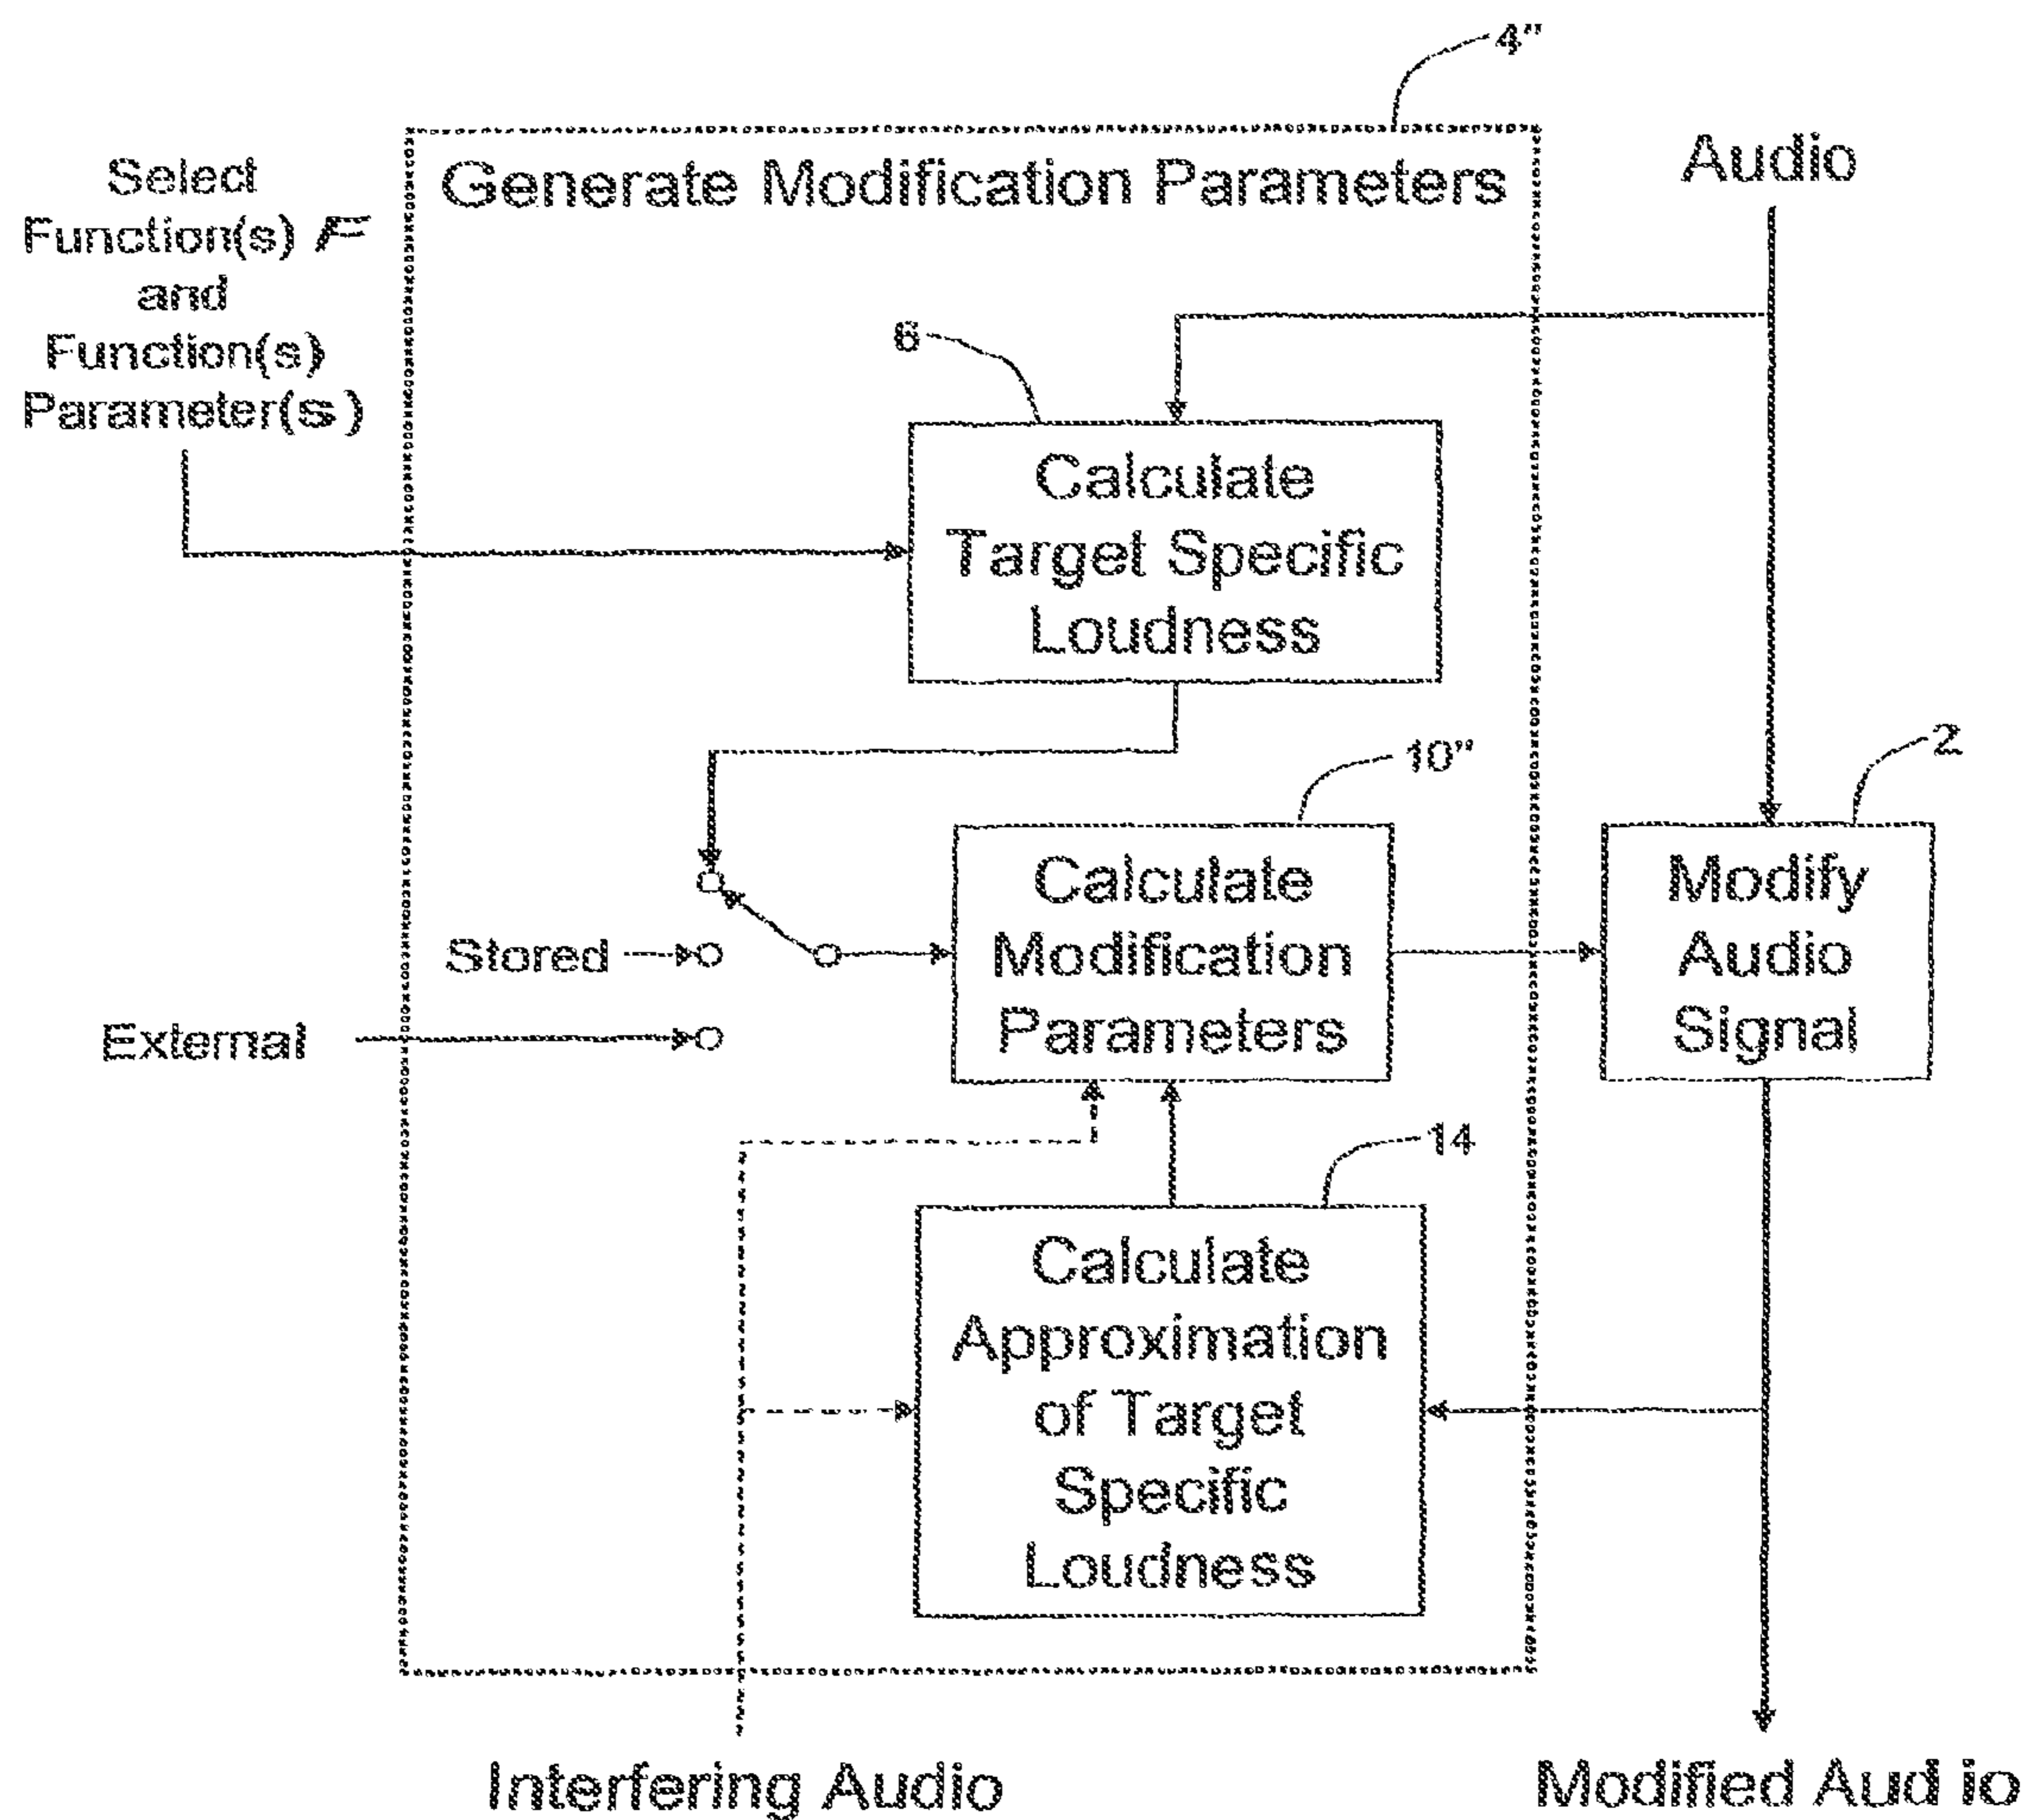 4"
Select
Function(s) F
and
Function(s)
Parameter(s)
Generate Modification Parameters
Audio
6
Calculate
Target Specific
Loudness
10"
2
Calculate
Modification
Parameters
Modify
Audio
Signal
Stored
External
14
Calculate
Approximation
of Target
Specific
Loudness
Interfering Audio
Modified Aud io